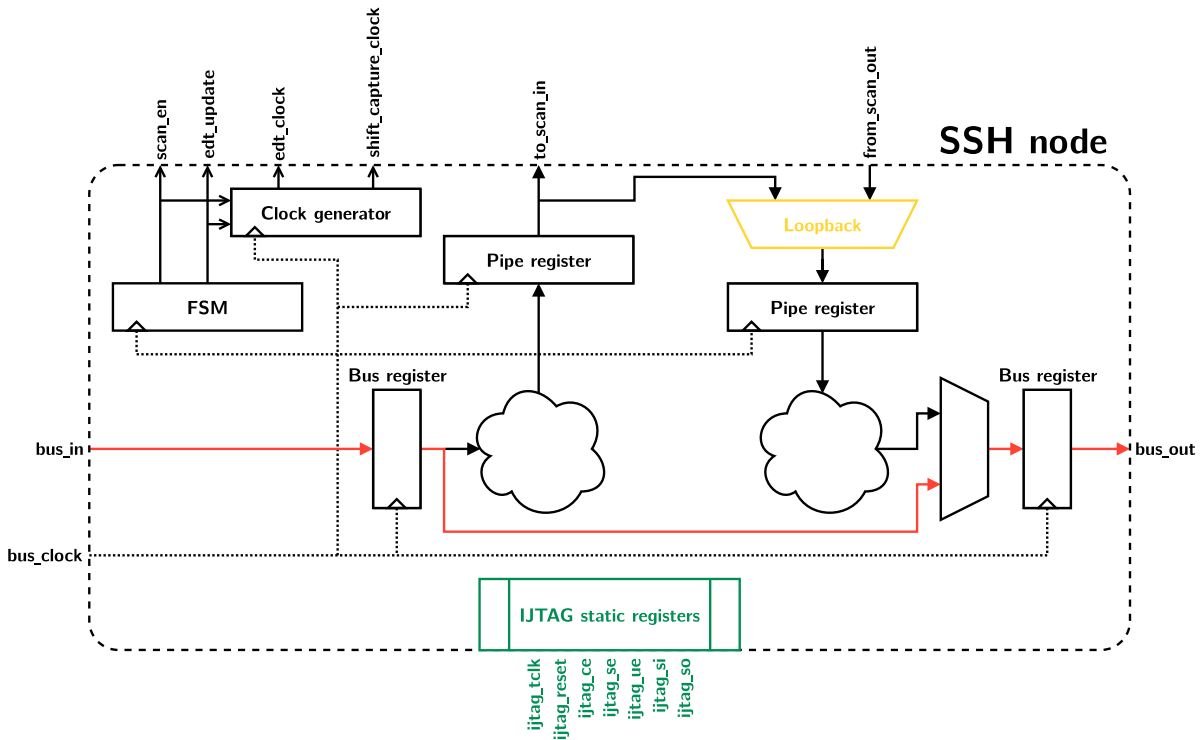 scan_en
edt_update
edt_clock
shift_capture_clock
to_scan_in
from_scan_out
SSH node
Clock generator
Loopback
Pipe register
FSM
Pipe register
Bus register
Bus register
bus_in
bus_out
bus_clock
IJTAG static registers
ijtag_tclk
ijtag_reset
ijtag_ce
ijtag_se
ijtag_ue
ijtag_si
ijtag_so